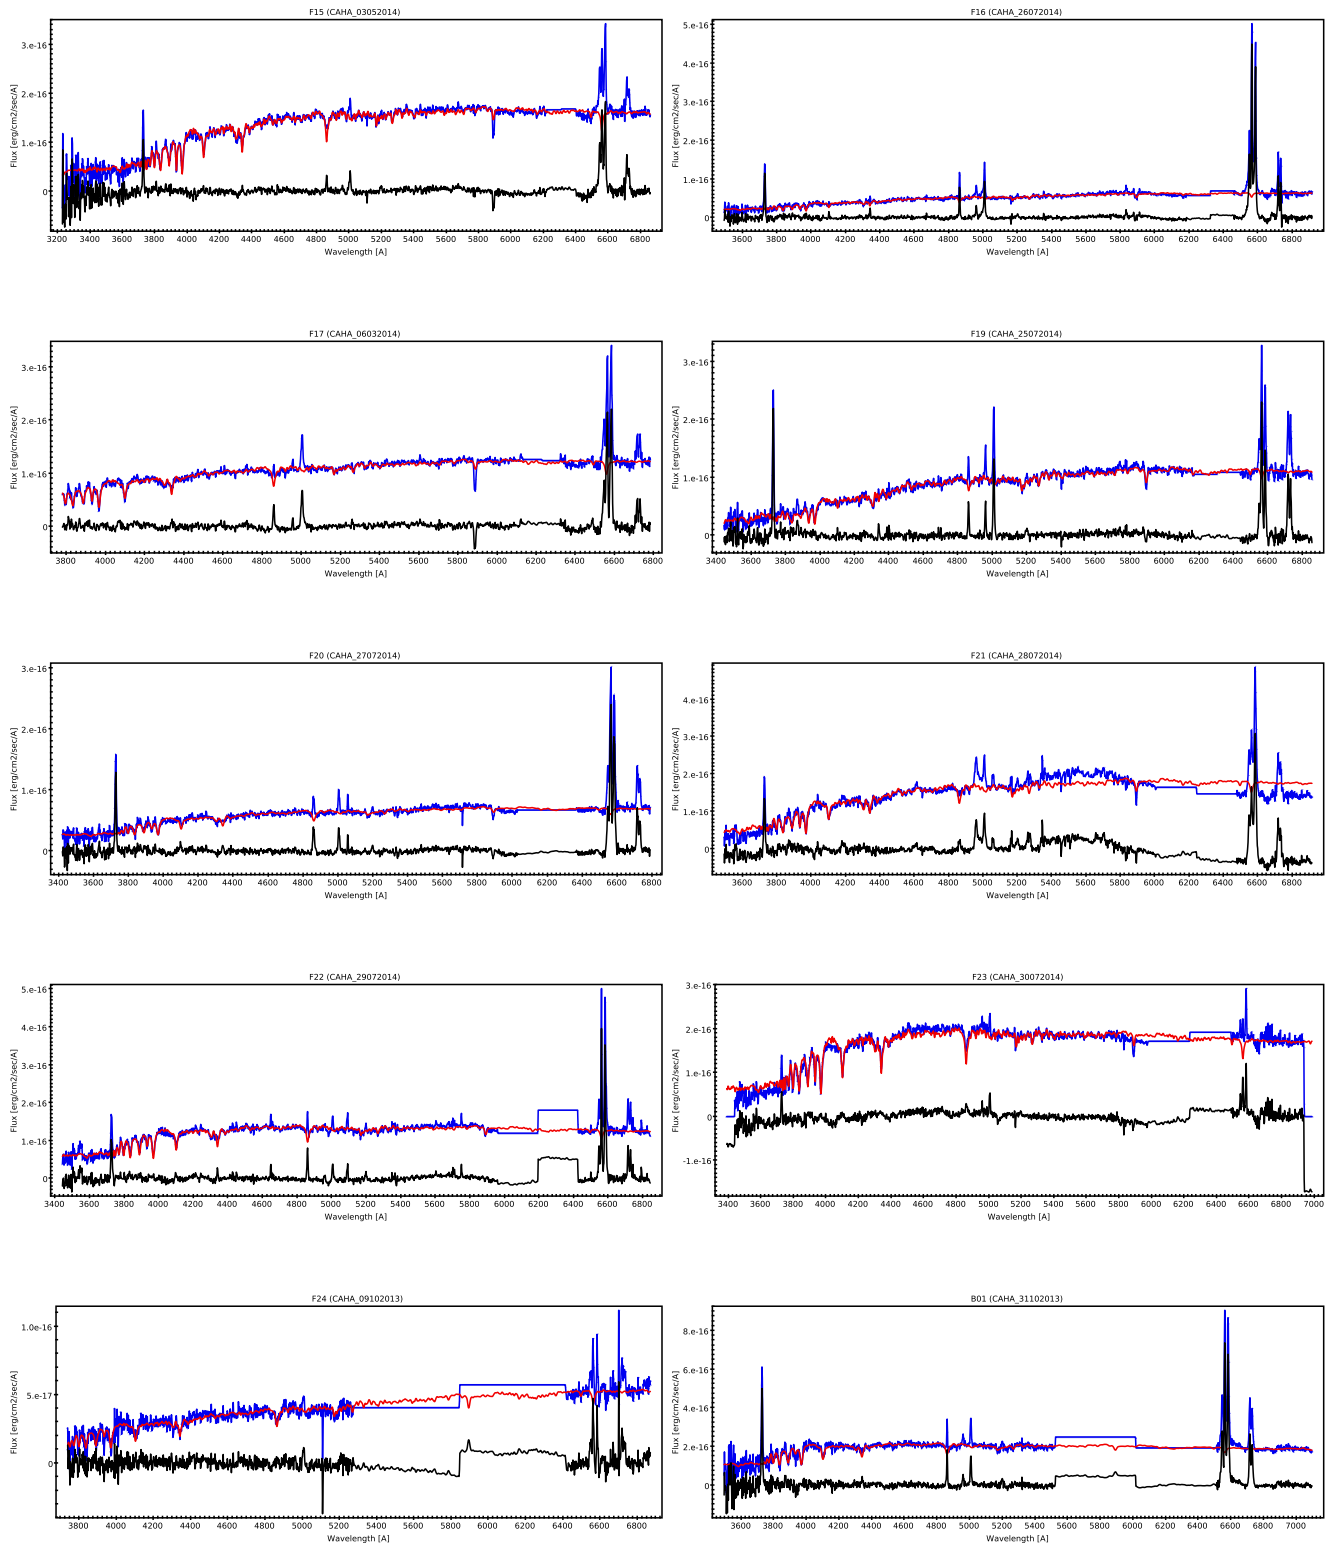 F15 (CAHA_03052014)
Flux [erg/cm2/sec/A]
3.e-16
2.e-16
1.e-16
0
3200 3400 3600 3800 4000 4200 4400 4600 4800 5000 5200 5400 5600 5800 6000 6200 6400 6600 6800
Wavelength [A]
F16 (CAHA_26072014)
Flux [erg/cm2/sec/A]
5.e-16
4.e-16
3.e-16
2.e-16
1.e-16
0
3600 3800 4000 4200 4400 4600 4800 5000 5200 5400 5600 5800 6000 6200 6400 6600 6800
Wavelength [A]
F17 (CAHA_06032014)
Flux [erg/cm2/sec/A]
3.e-16
2.e-16
1.e-16
0
3800 4000 4200 4400 4600 4800 5000 5200 5400 5600 5800 6000 6200 6400 6600 6800
Wavelength [A]
F19 (CAHA_25072014)
Flux [erg/cm2/sec/A]
3.e-16
2.e-16
1.e-16
0
3400 3600 3800 4000 4200 4400 4600 4800 5000 5200 5400 5600 5800 6000 6200 6400 6600 6800
Wavelength [A]
F20 (CAHA_27072014)
Flux [erg/cm2/sec/A]
3.e-16
2.e-16
1.e-16
0
3400 3600 3800 4000 4200 4400 4600 4800 5000 5200 5400 5600 5800 6000 6200 6400 6600 6800
Wavelength [A]
F21 (CAHA_28072014)
Flux [erg/cm2/sec/A]
4.e-16
3.e-16
2.e-16
1.e-16
0
3600 3800 4000 4200 4400 4600 4800 5000 5200 5400 5600 5800 6000 6200 6400 6600 6800
Wavelength [A]
F22 (CAHA_29072014)
Flux [erg/cm2/sec/A]
5.e-16
4.e-16
3.e-16
2.e-16
1.e-16
0
3400 3600 3800 4000 4200 4400 4600 4800 5000 5200 5400 5600 5800 6000 6200 6400 6600 6800
Wavelength [A]
F23 (CAHA_30072014)
Flux [erg/cm2/sec/A]
3.e-16
2.e-16
1.e-16
0
-1.e-16
3400 3600 3800 4000 4200 4400 4600 4800 5000 5200 5400 5600 5800 6000 6200 6400 6600 6800 7000
Wavelength [A]
F24 (CAHA_09102013)
Flux [erg/cm2/sec/A]
1.0e-16
5.e-17
0
3800 4000 4200 4400 4600 4800 5000 5200 5400 5600 5800 6000 6200 6400 6600 6800
Wavelength [A]
B01 (CAHA_31102013)
Flux [erg/cm2/sec/A]
8.e-16
6.e-16
4.e-16
2.e-16
0
3600 3800 4000 4200 4400 4600 4800 5000 5200 5400 5600 5800 6000 6200 6400 6600 6800 7000
Wavelength [A]